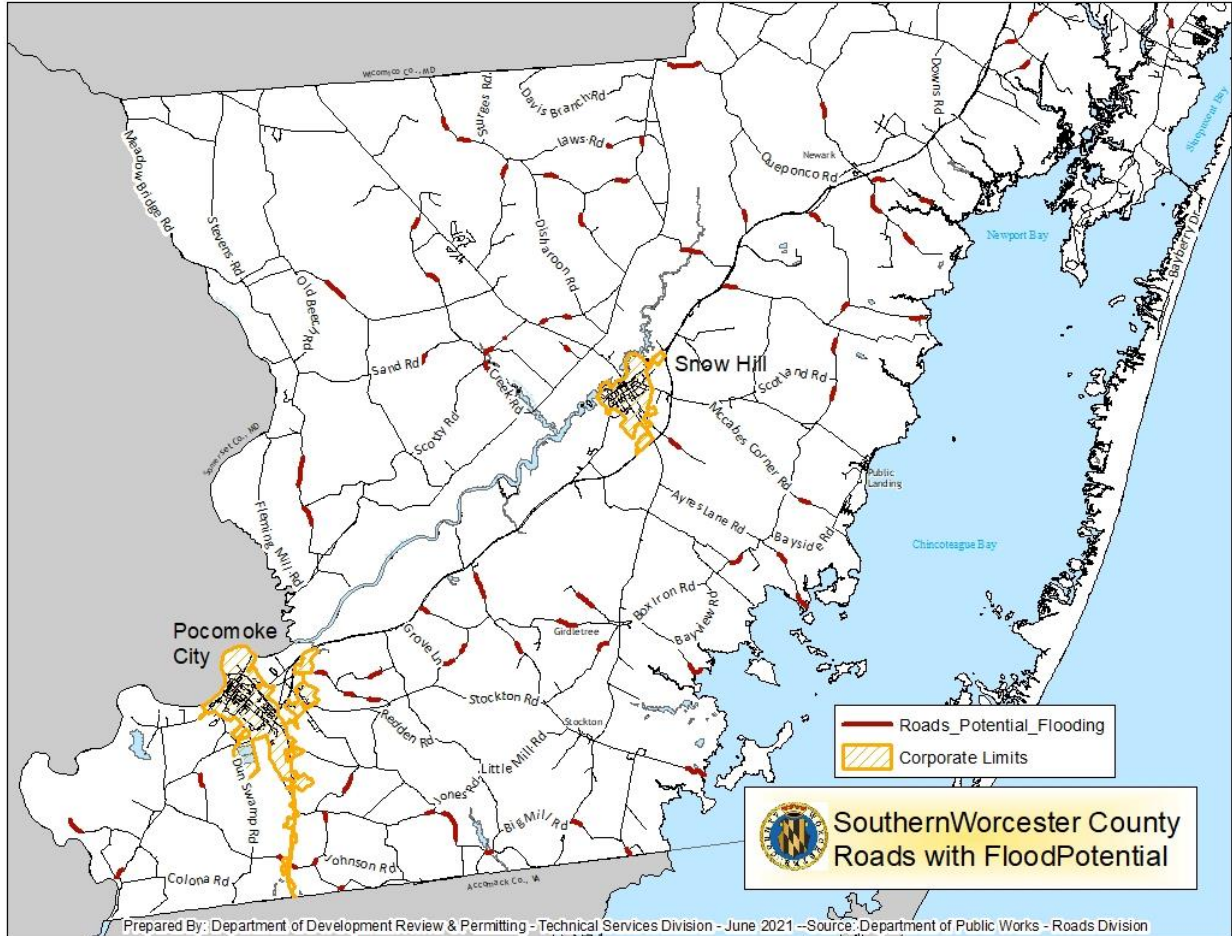 Wicomico Co., MD
Meadow Bridge Rd
Stevens Rd
Old Beech Rd
Surges Rd
Davis Branch Rd
Laws Rd
Disharoon Rd
Downs Rd
Newark
Queponco Rd
Sinepuxent Bay
Newport Bay
Bayberry Dr
Sand Rd
Creek Rd
Scotty Rd
Snow Hill
Scotland Rd
Mccabes Corner Rd
Public
Landing
Somerset Co., MD
Fleming Mill Rd
Ayres Lane Rd
Bayside Rd
Chincoteague Bay
Box Iron Rd
Bayview Rd
Girdletree
Grove Ln
Pocomoke
City
Stockton Rd
Stockton
Redden Rd
Little Mill Rd
Jones Rd
Big Mill Rd
Dun Swamp Rd
Johnson Rd
Colona Rd
Accomack Co., VA
Roads_Potential_Flooding
Corporate Limits
SouthernWorcester County
Roads with FloodPotential
Prepared By: Department of Development Review & Permitting - Technical Services Division - June 2021 --Source: Department of Public Works - Roads Division